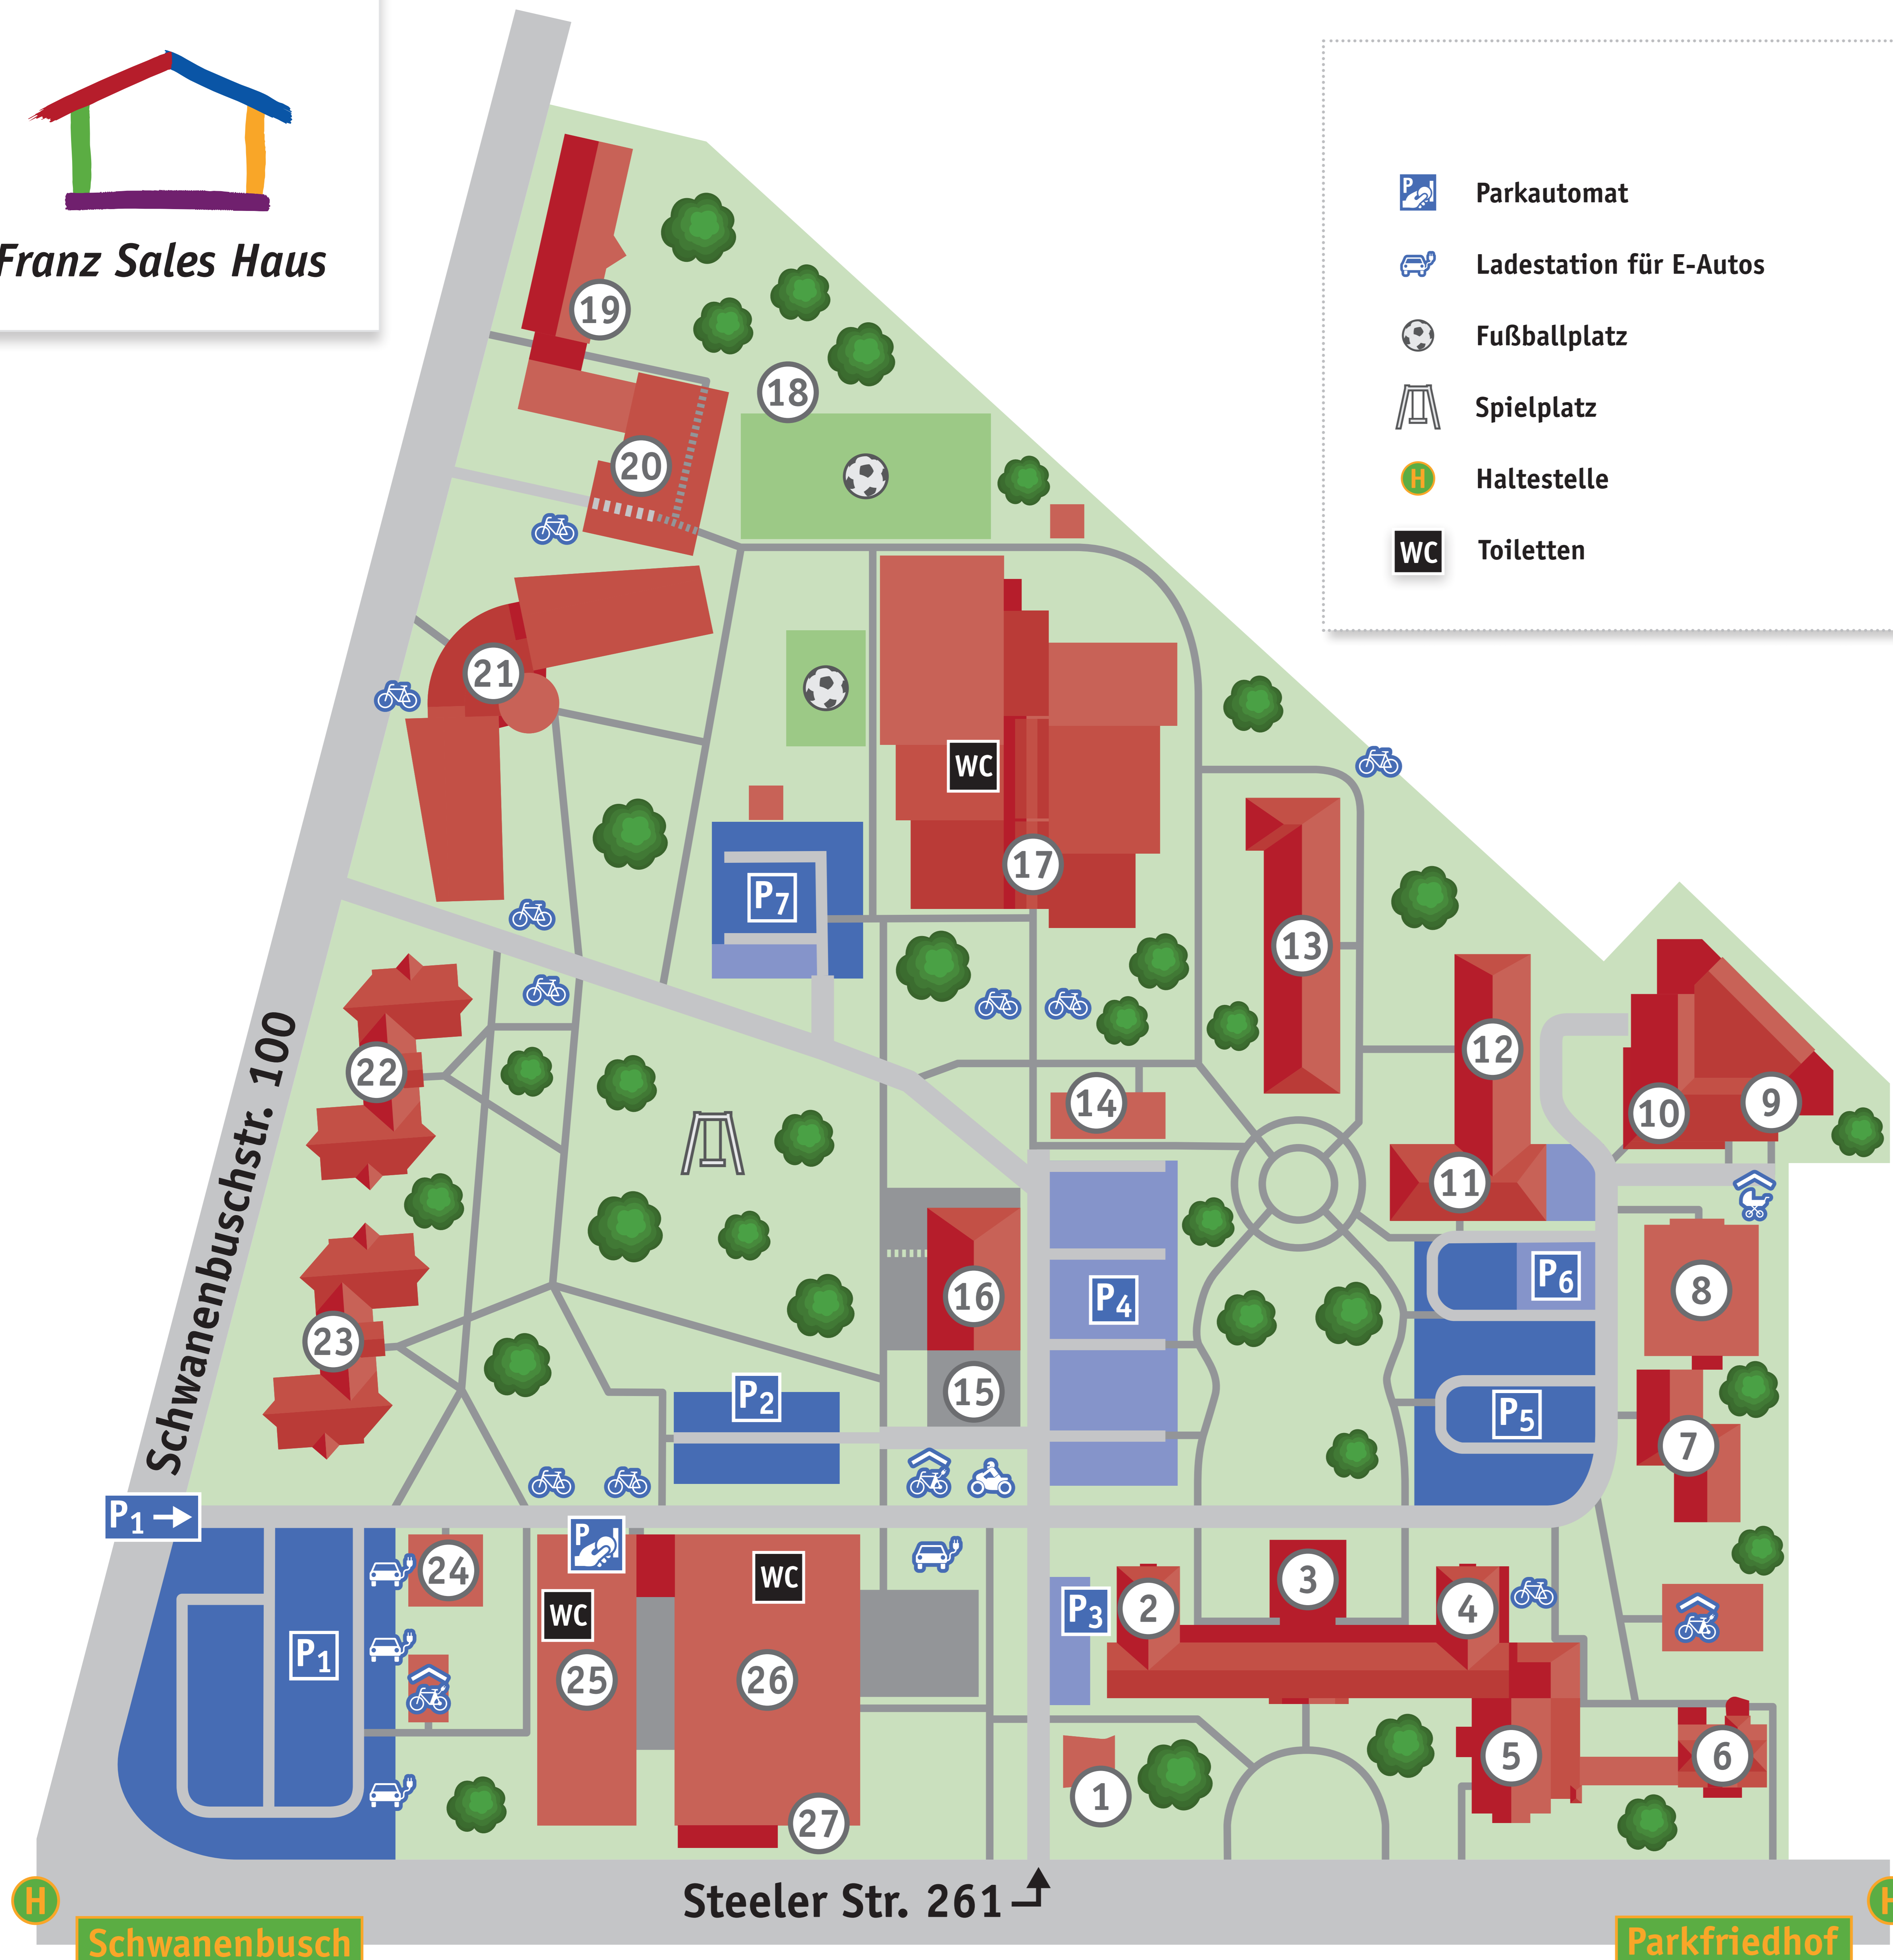 Franz Sales Haus
P Parkautomat
Ladestation für E-Autos
Fußballplatz
Spielplatz
H Haltestelle
WC Toiletten
19
18
20
21
WC
17
P7
13
12
22
14
10
9
11
Schwanenbuschstr. 100
16
P4
P6
8
23
15
P2
P5
7
P1
P
24
WC
3
WC
P3
2
4
P1
25
26
5
6
1
27
Steeler Str. 261
H
H
Schwanenbusch
Parkfriedhof